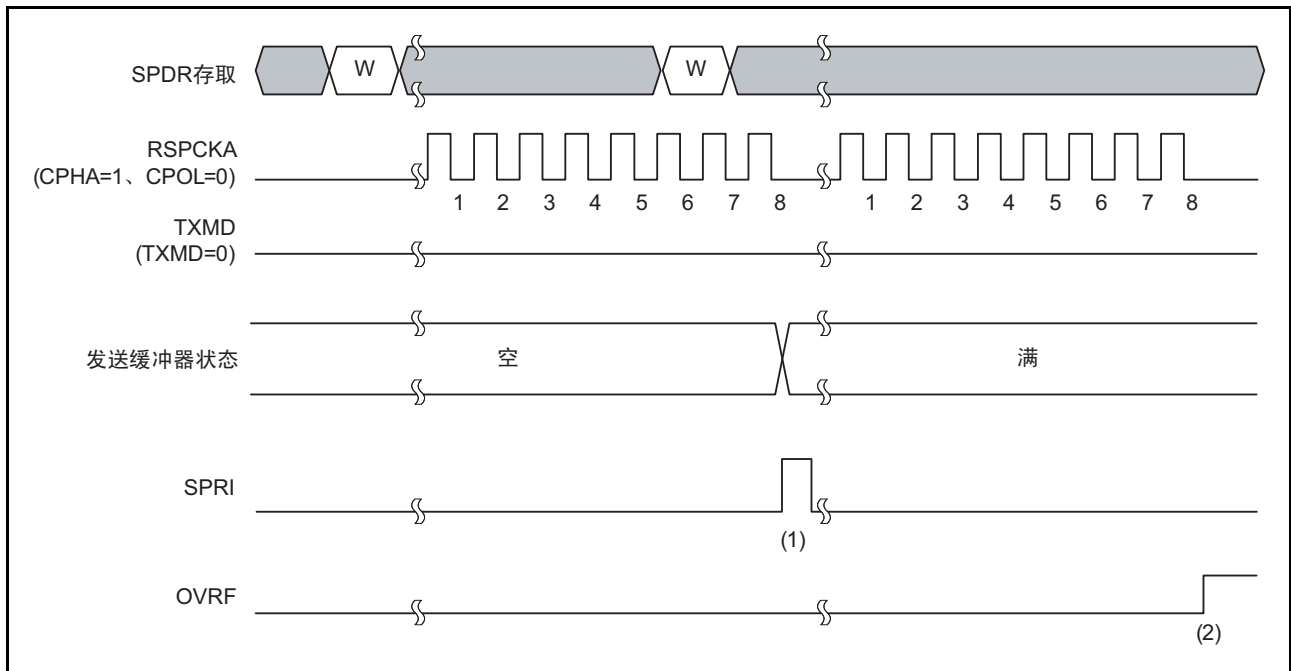 SPDR存取
W
W
RSPCKA
(CPHA=1、CPOL=0)
1 2 3 4 5 6 7 8
1 2 3 4 5 6 7 8
TXMD
(TXMD=0)
发送缓冲器状态
空
满
SPRI
(1)
OVRF
(2)